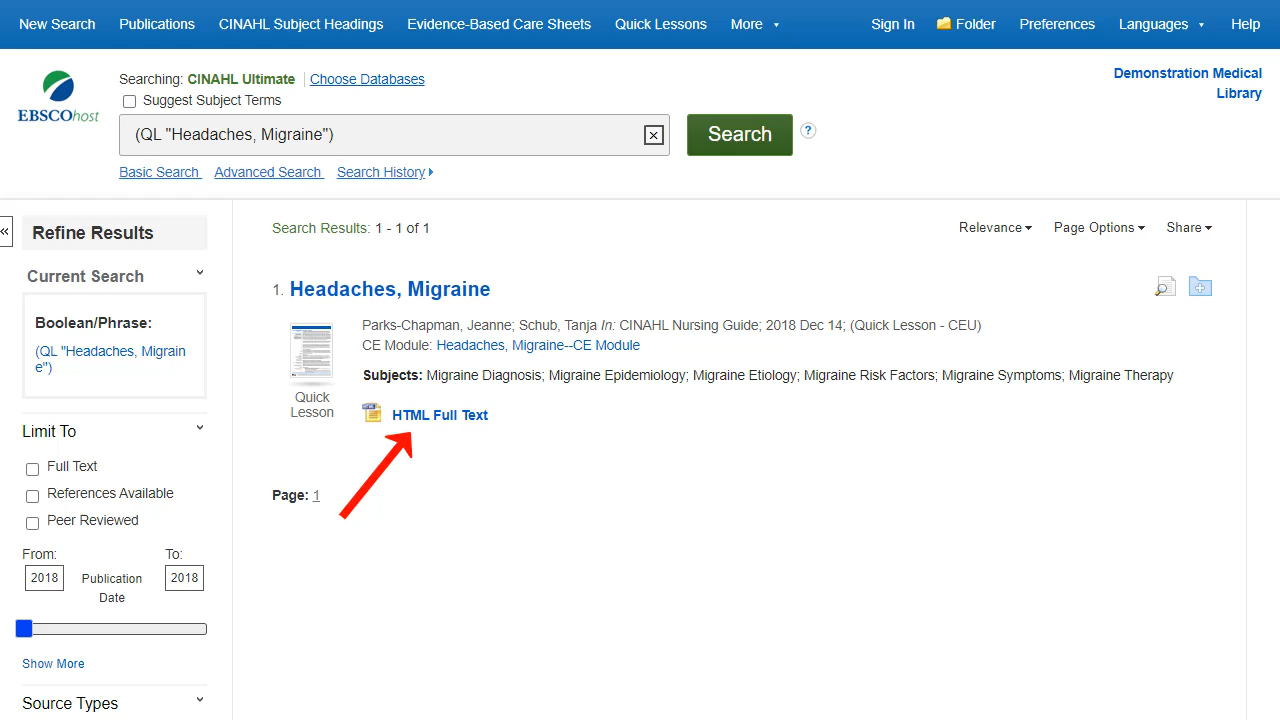 New Search Publications CINAHL Subject Headings Evidence-Based Care Sheets Quick Lessons More Sign In Folder Preferences Languages Help
EBSCOhost
Searching: CINAHL Ultimate Choose Databases
Suggest Subject Terms
(QL "Headaches, Migraine")
Search
?
Basic Search Advanced Search Search History
Demonstration Medical
Library
«
Refine Results
Current Search
Boolean/Phrase:
(QL "Headaches, Migrain
e")
Limit To
Full Text
References Available
Peer Reviewed
From: To:
2018 Publication 2018
Date
Show More
Source Types
Search Results: 1 - 1 of 1
Relevance Page Options Share
1. Headaches, Migraine
Parks-Chapman, Jeanne; Schub, Tanja In: CINAHL Nursing Guide; 2018 Dec 14; (Quick Lesson - CEU)
CE Module: Headaches, Migraine--CE Module
Subjects: Migraine Diagnosis; Migraine Epidemiology; Migraine Etiology; Migraine Risk Factors; Migraine Symptoms; Migraine Therapy
Quick
Lesson
HTML Full Text
Page: 1